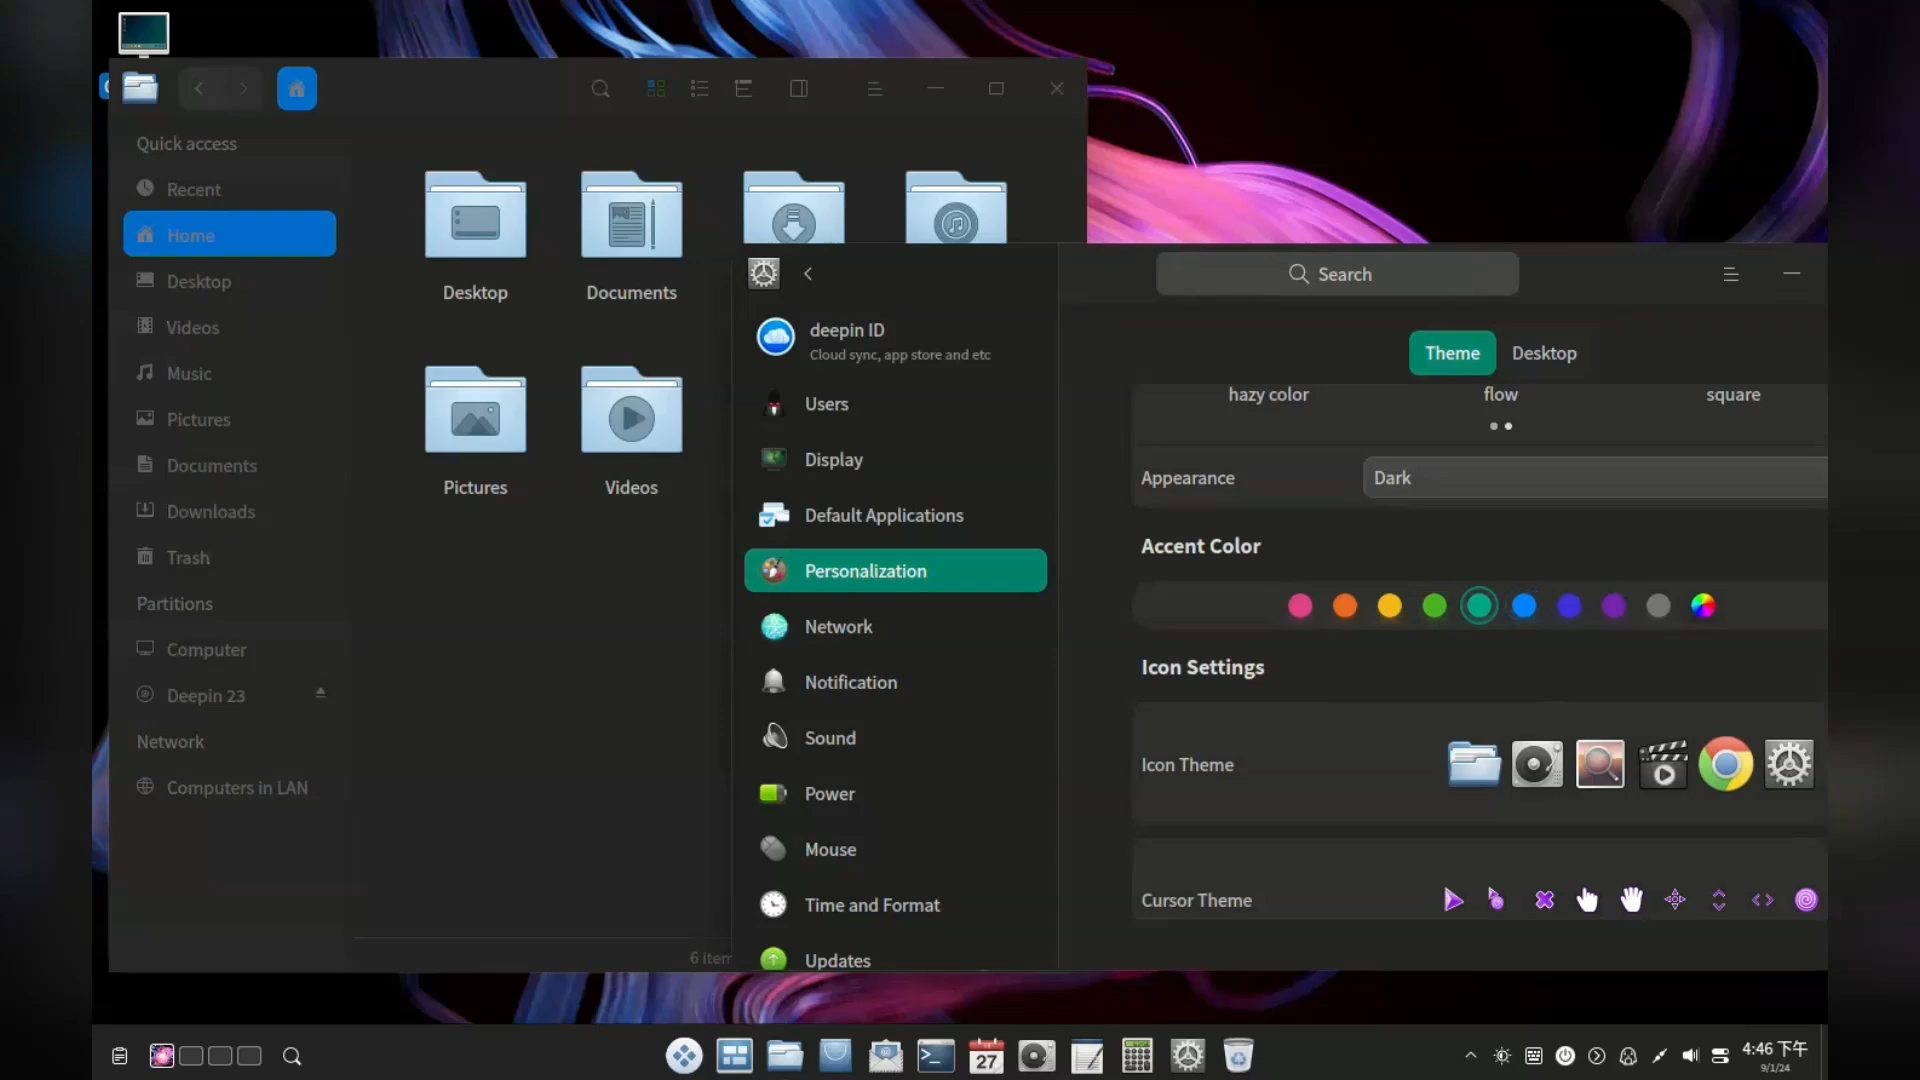 Quick access
Recent
Home
Desktop
Videos
Music
Pictures
Documents
Downloads
Trash
Partitions
Computer
Deepin 23
Network
Computers in LAN
Desktop
Documents
Pictures
Videos
6 item
deepin ID
Cloud sync, app store and etc
Users
Display
Default Applications
Personalization
Network
Notification
Sound
Power
Mouse
Time and Format
Updates
Search
Theme
Desktop
hazy color
flow
square
Appearance
Dark
Accent Color
Icon Settings
Icon Theme
Cursor Theme
27
4:46 下午
9/1/24